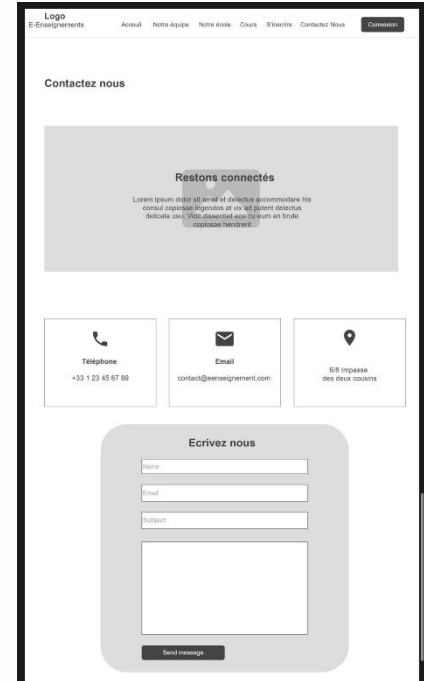 Logo
E-Enseignements
Acceuil Notre équipe Notre école Cours S'inscrire Contactez Nous Connexion
Contactez nous
Restons connectés
Lorem ipsum dolor sit amet et delectus accommodare his
consul copiosae legendos at vix ad putent delectus
delicata usu. Vidit dissentiet eos cu eum an brute
copiosae hendrerit
Téléphone
+33 1 23 45 67 89
Email
contact@eenseignement.com
6/8 Impasse
des deux cousins
Ecrivez nous
Name
Email
Subject
Send message